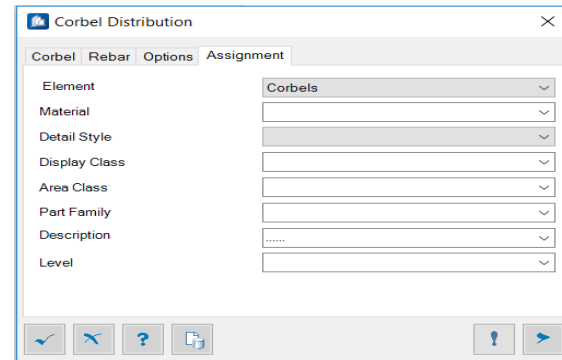 Corbel Distribution
Corbel Rebar Options Assignment
Element Corbels
Material
Detail Style
Display Class
Area Class
Part Family
Description ......
Level